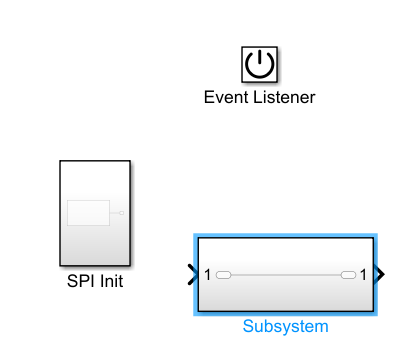 Event Listener
SPI Init
1
1
Subsystem